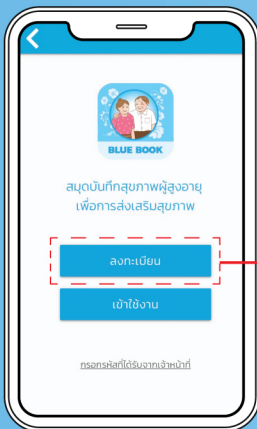 BLUE BOOK
สมุดบันทึกสุขภาพผู้สูงอายุ
เพื่อการส่งเสริมสุขภาพ
ลงทะเบียน
เข้าใช้งาน
กรอกรหัสที่ได้รับจากเจ้าหน้าที่